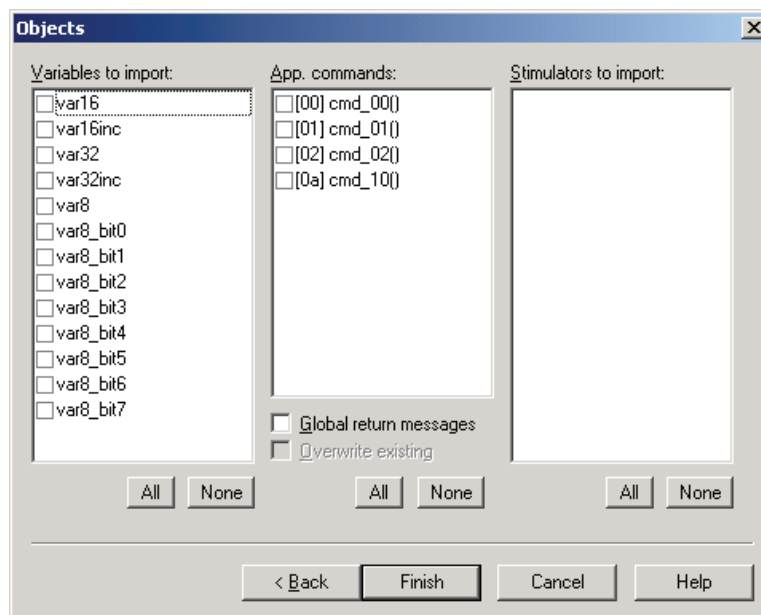 Objects
Variables to import:
var16
var16inc
var32
var32inc
var8
var8_bit0
var8_bit1
var8_bit2
var8_bit3
var8_bit4
var8_bit5
var8_bit6
var8_bit7
All None
App. commands:
[00] cmd_00()
[01] cmd_01()
[02] cmd_02()
[0a] cmd_10()
Global return messages
Overwrite existing
All None
Stimulators to import:
All None
< Back Finish Cancel Help